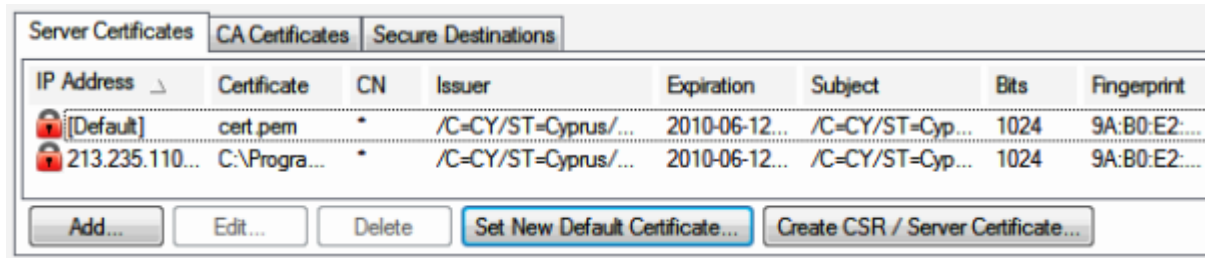 Server Certificates CA Certificates Secure Destinations
IP Address Certificate CN Issuer Expiration Subject Bits Fingerprint
[Default] cert.pem * /C=CY/ST=Cyprus/... 2010-06-12... /C=CY/ST=Cyp... 1024 9A:B0:E2:...
213.235.110... C:\Progra... * /C=CY/ST=Cyprus/... 2010-06-12... /C=CY/ST=Cyp... 1024 9A:B0:E2:...
Add... Edit... Delete Set New Default Certificate... Create CSR / Server Certificate...